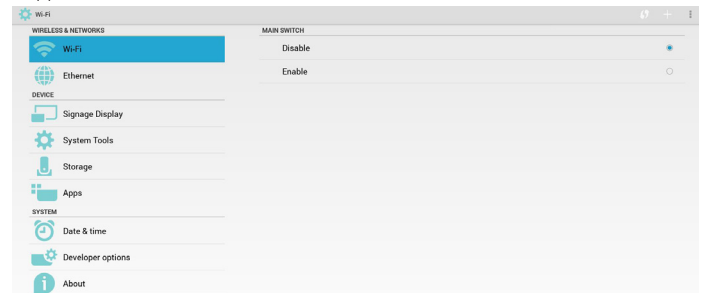 Wi-Fi
WIRELESS & NETWORKS
Wi-Fi
Ethernet
DEVICE
Signage Display
System Tools
Storage
Apps
SYSTEM
Date & time
Developer options
About
MAIN SWITCH
Disable
Enable